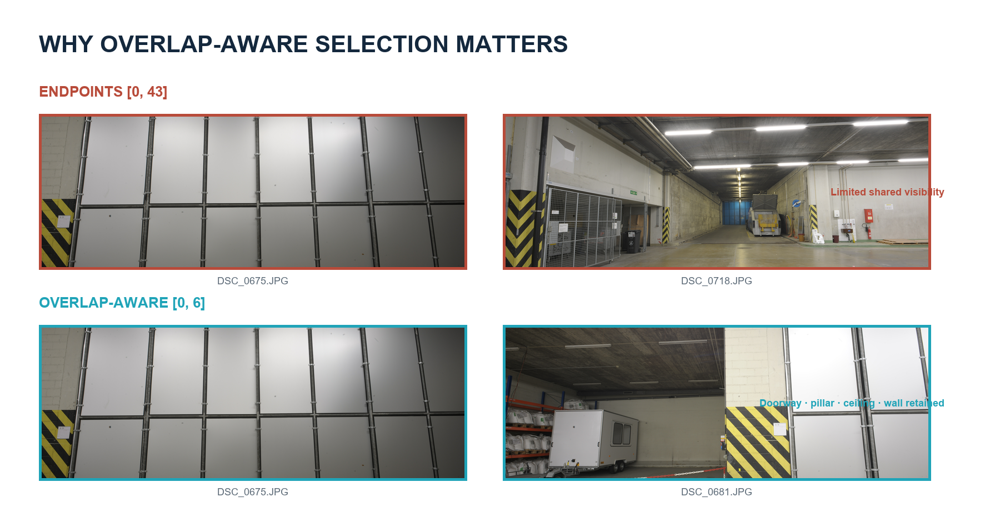 WHY OVERLAP-AWARE SELECTION MATTERS
ENDPOINTS [0, 43]
Limited shared visibility
DSC_0675.JPG
DSC_0718.JPG
OVERLAP-AWARE [0, 6]
Doorway · pillar · ceiling · wall retained
DSC_0675.JPG
DSC_0681.JPG